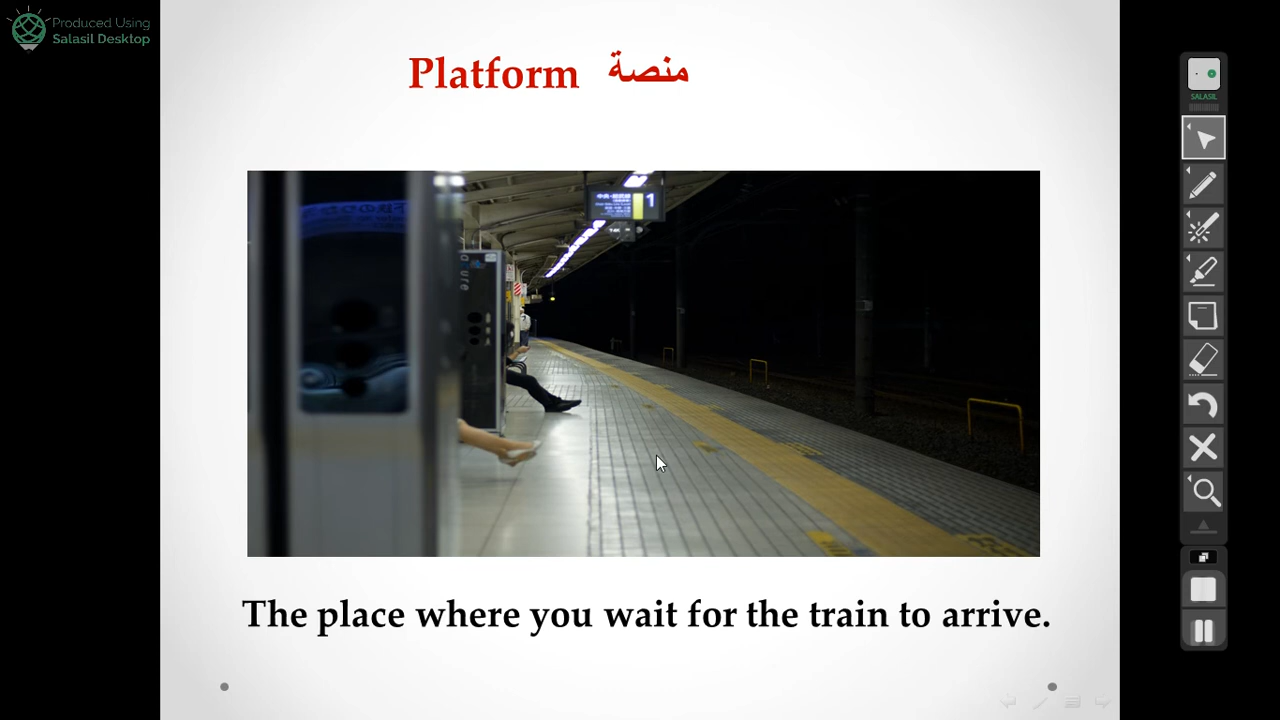 Produced Using
Salasil Desktop
Platform منصة
SALASIL
1
The place where you wait for the train to arrive.